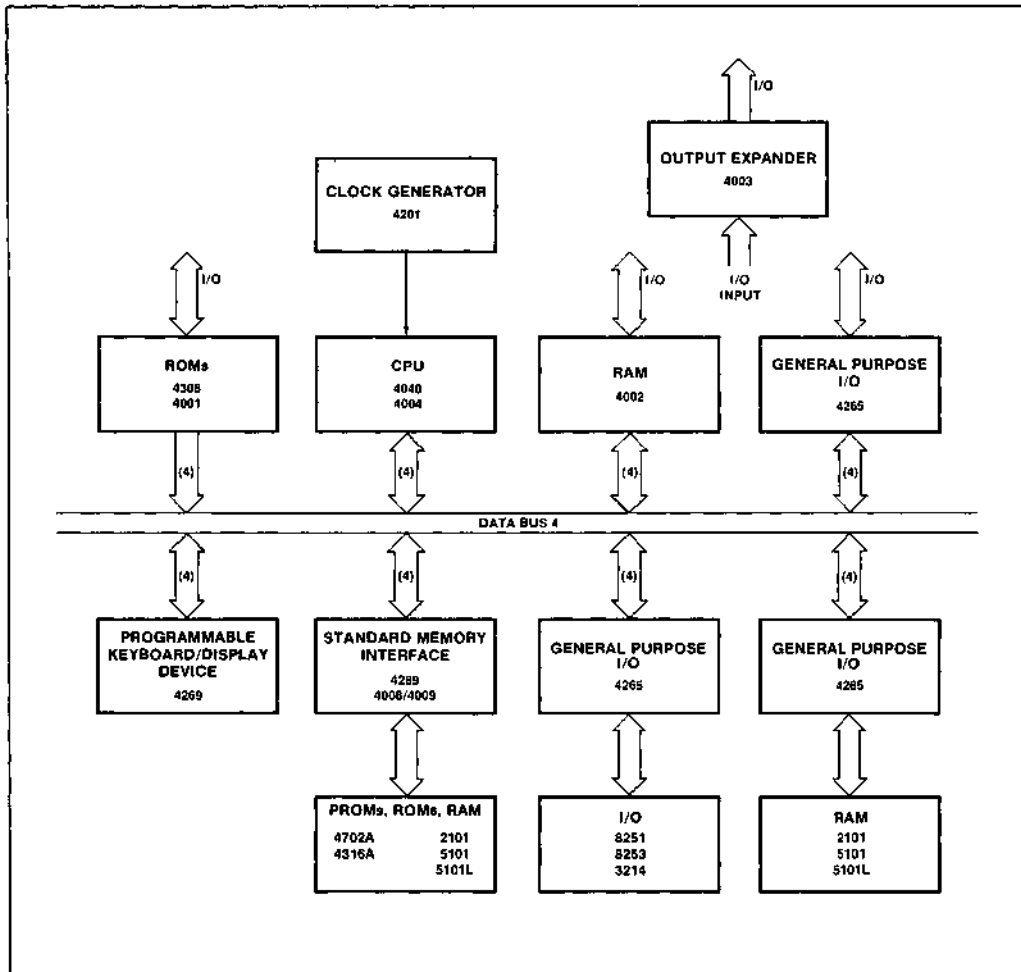 I/O
OUTPUT EXPANDER
4003
I/O
INPUT
CLOCK GENERATOR
4201
I/O
I/O
I/O
ROMs
4308
4001
CPU
4040
4004
RAM
4002
GENERAL PURPOSE
I/O
4265
(4)
(4)
(4)
(4)
DATA BUS 4
(4)
(4)
(4)
(4)
PROGRAMMABLE
KEYBOARD/DISPLAY
DEVICE
4269
STANDARD MEMORY
INTERFACE
4289
4008/4009
GENERAL PURPOSE
I/O
4265
GENERAL PURPOSE
I/O
4265
PROMs, ROMs, RAM
4702A 2101
4316A 5101
5101L
I/O
8251
8253
3214
RAM
2101
5101
5101L